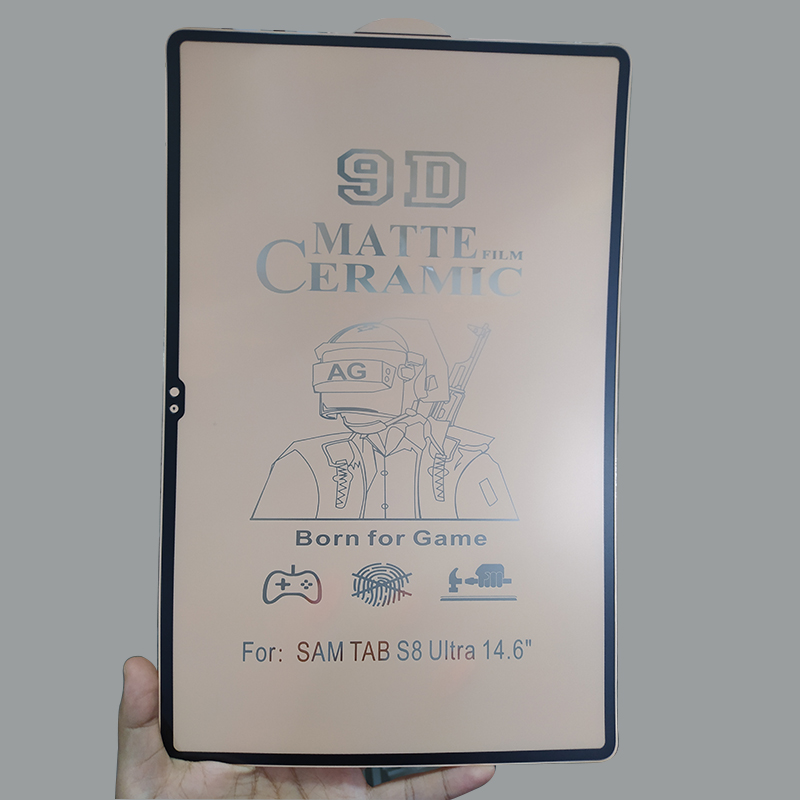 9D
MATTE FILM
CERAMIC
AG
Born for Game
For: SAM TAB S8 Ultra 14.6"